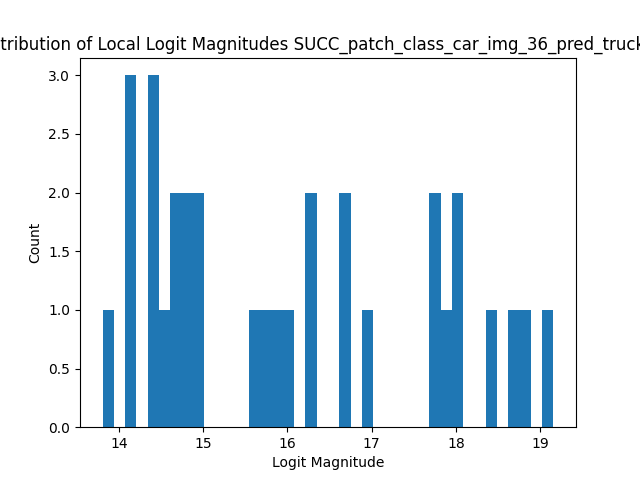 tribution of Local Logit Magnitudes SUCC_patch_class_car_img_36_pred_truck
3.0
2.5
2.0
1.5
1.0
0.5
0.0
Count
14 15 16 17 18 19
Logit Magnitude